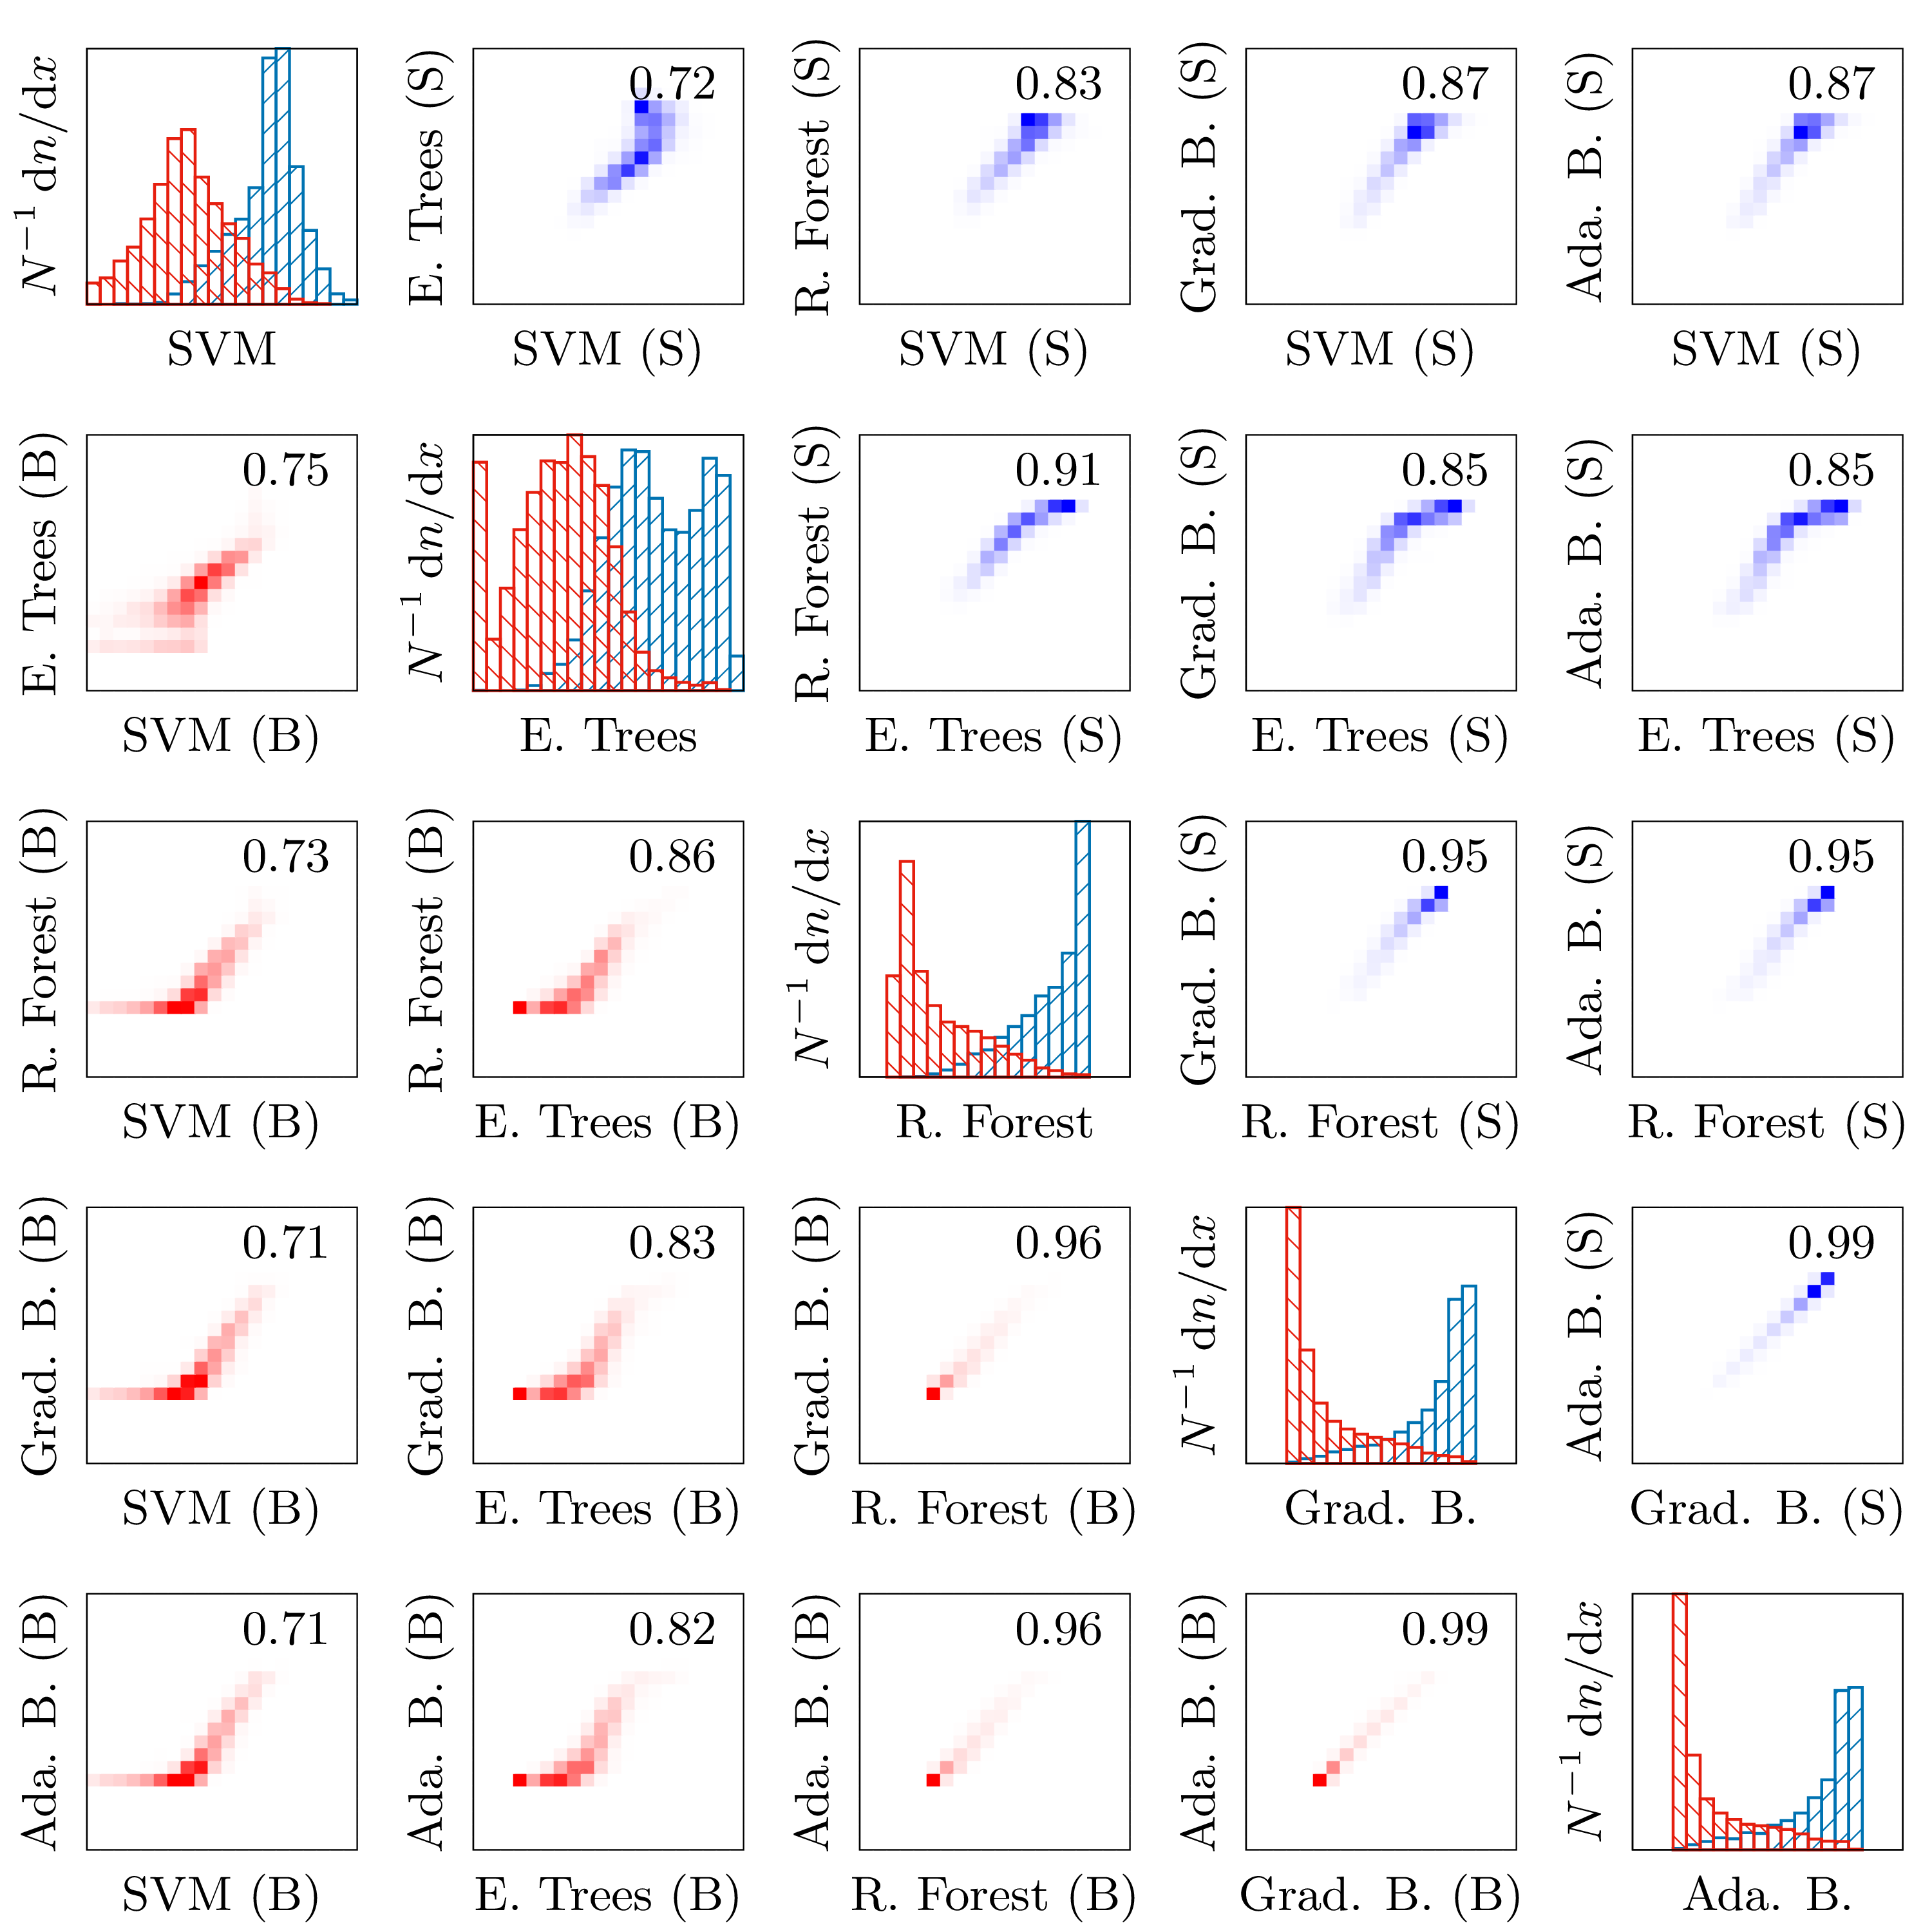 N⁻¹ dn/dx
SVM
E. Trees (S)
0.72
SVM (S)
R. Forest (S)
0.83
SVM (S)
Grad. B. (S)
0.87
SVM (S)
Ada. B. (S)
0.87
SVM (S)
E. Trees (B)
0.75
SVM (B)
N⁻¹ dn/dx
E. Trees
R. Forest (S)
0.91
E. Trees (S)
Grad. B. (S)
0.85
E. Trees (S)
Ada. B. (S)
0.85
E. Trees (S)
R. Forest (B)
0.73
SVM (B)
R. Forest (B)
0.86
E. Trees (B)
N⁻¹ dn/dx
R. Forest
Grad. B. (S)
0.95
R. Forest (S)
Ada. B. (S)
0.95
R. Forest (S)
Grad. B. (B)
0.71
SVM (B)
Grad. B. (B)
0.83
E. Trees (B)
Grad. B. (B)
0.96
R. Forest (B)
N⁻¹ dn/dx
Grad. B.
Ada. B. (S)
0.99
Grad. B. (S)
Ada. B. (B)
0.71
SVM (B)
Ada. B. (B)
0.82
E. Trees (B)
Ada. B. (B)
0.96
R. Forest (B)
Ada. B. (B)
0.99
Grad. B. (B)
N⁻¹ dn/dx
Ada. B.